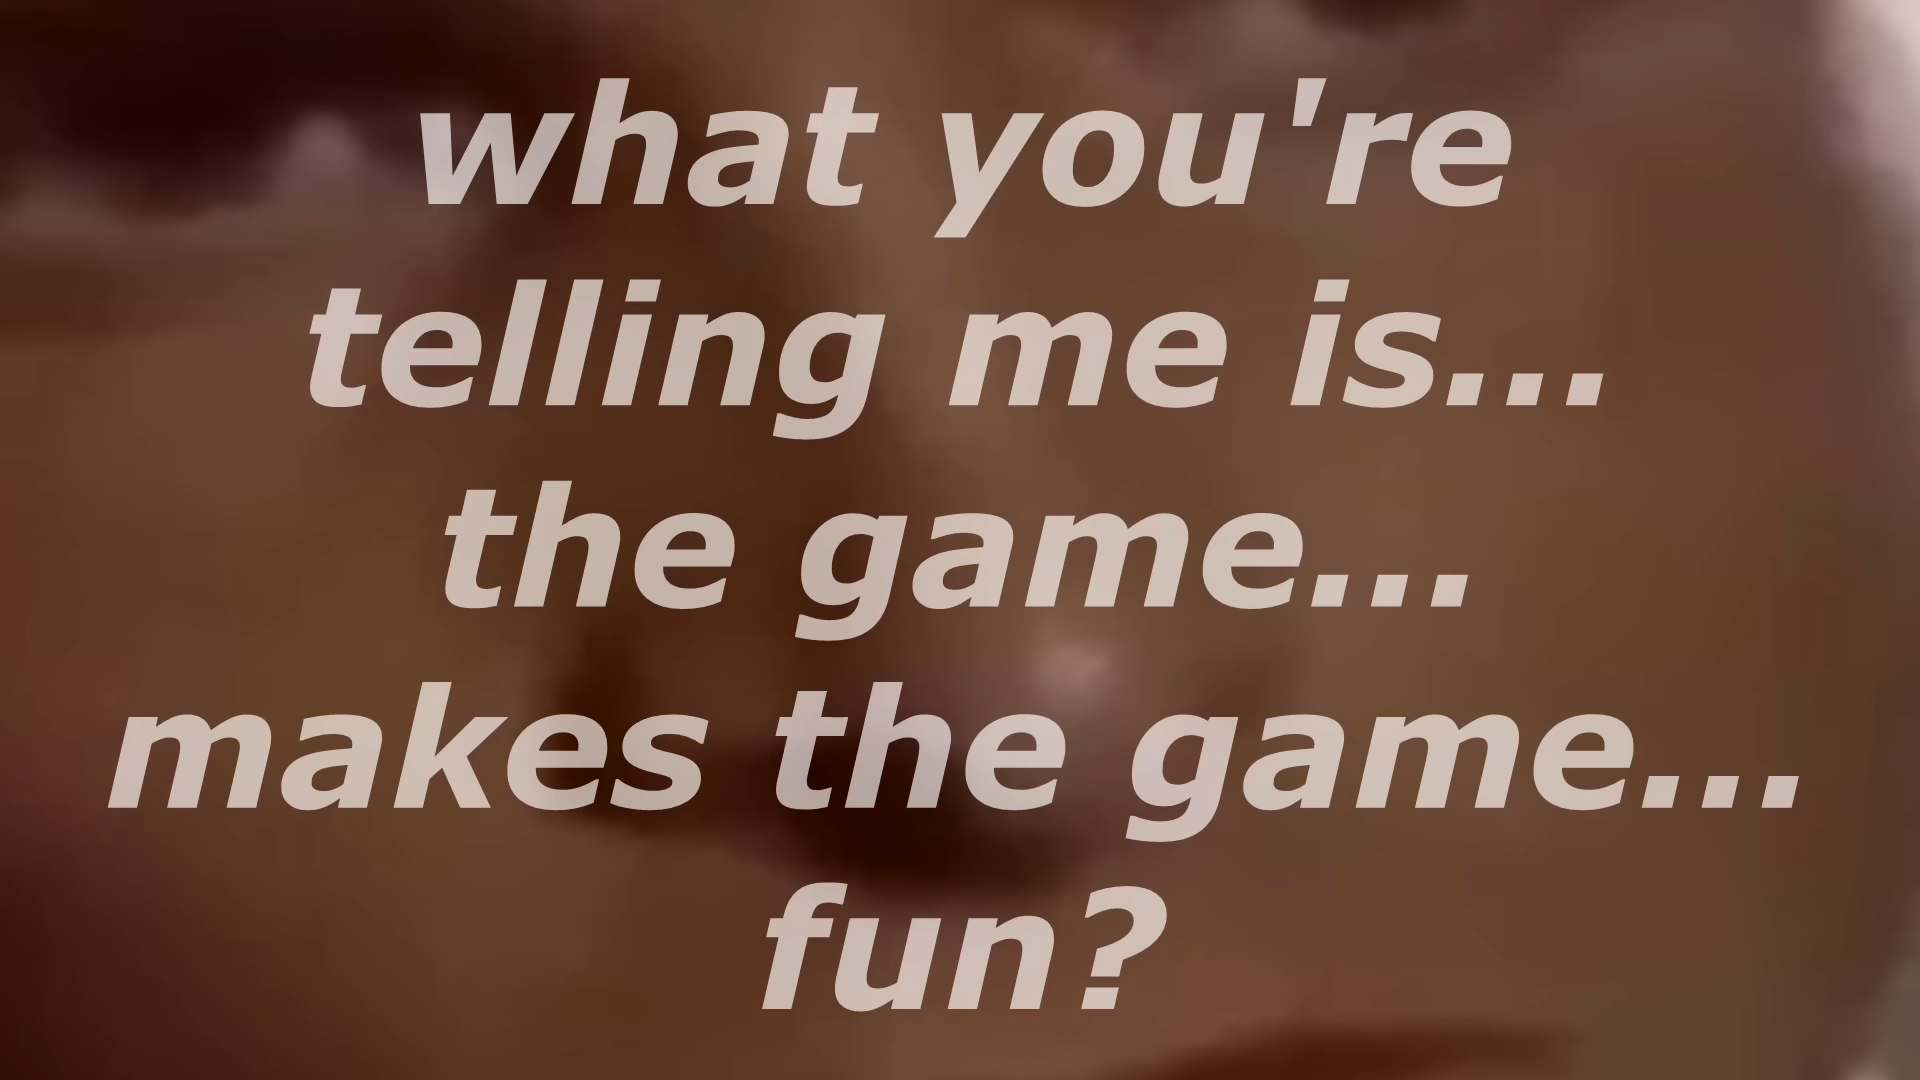 what you're
telling me is...
the game...
makes the game...
fun?